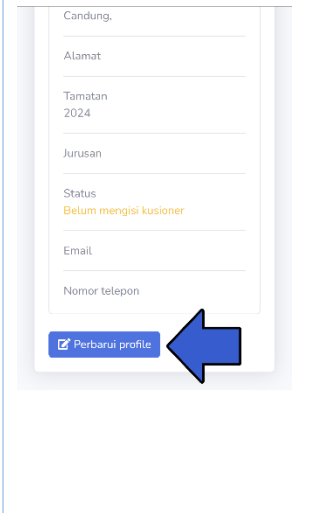 Candung,
Alamat
Tamatan
2024
Jurusan
Status
Belum mengisi kusioner
Email
Nomor telepon
Perbarui profile